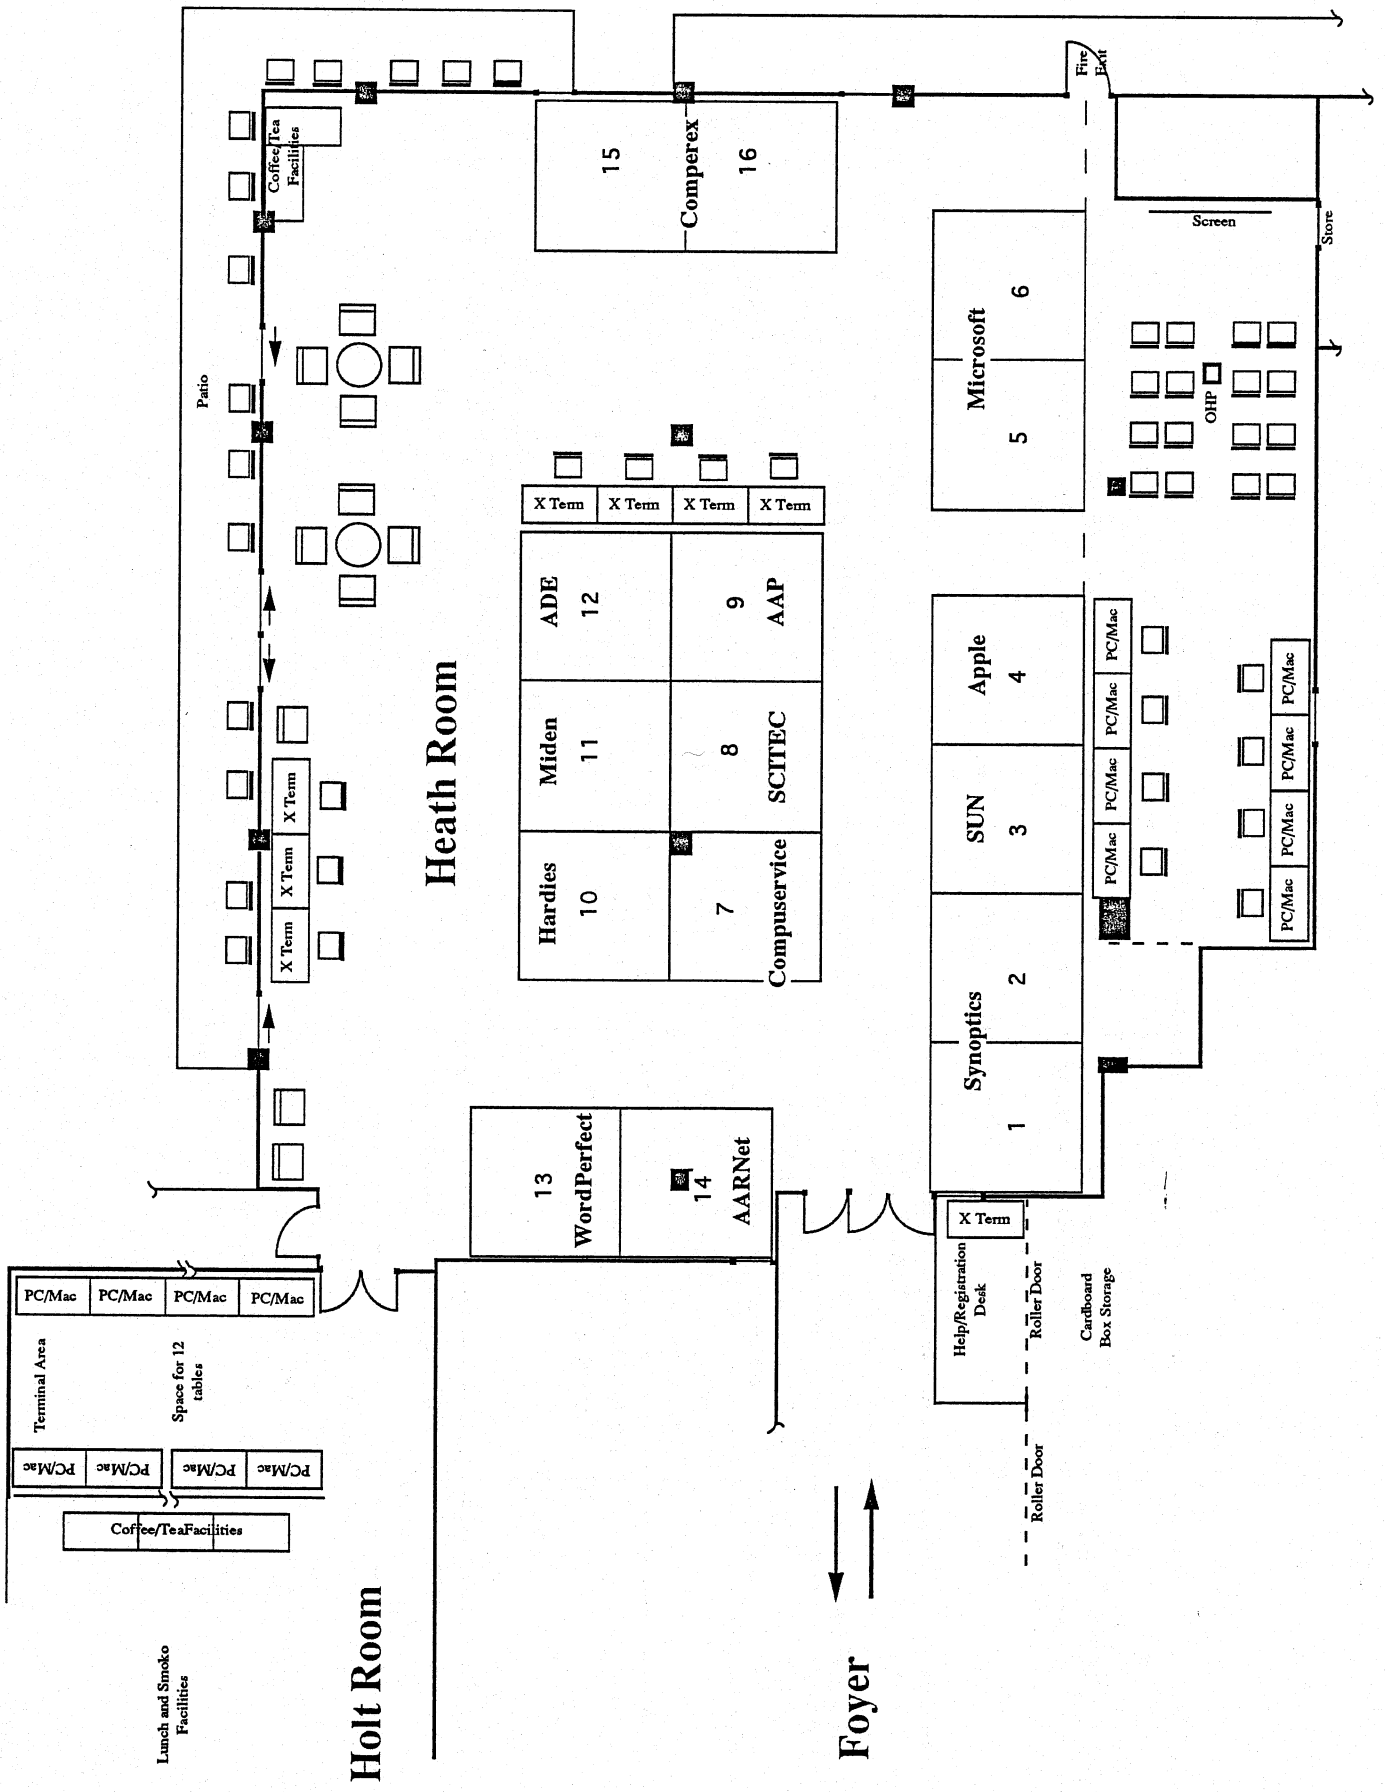 Fire
Exit
Coffee/Tea
Facilities
15
Comperex
16
Screen
Store
Patio
6
Microsoft
5
OHP
X Term
X Term
X Term
X Term
ADE
12
9
AAP
Apple
4
PC/Mac
PC/Mac
PC/Mac
PC/Mac
PC/Mac
PC/Mac
PC/Mac
PC/Mac
Heath Room
Miden
11
8
SCITEC
SUN
3
X Term
X Term
X Term
Hardies
10
7
Compuservice
2
Synoptics
1
13
WordPerfect
14
AARNet
X Term
Help/Registration
Desk
Roller Door
Cardboard
Box Storage
PC/Mac
PC/Mac
PC/Mac
PC/Mac
Terminal Area
Space for 12
tables
PC/Mac
PC/Mac
PC/Mac
PC/Mac
Coffee/TeaFacilities
Roller Door
Lunch and Smoko
Facilities
Holt Room
Foyer